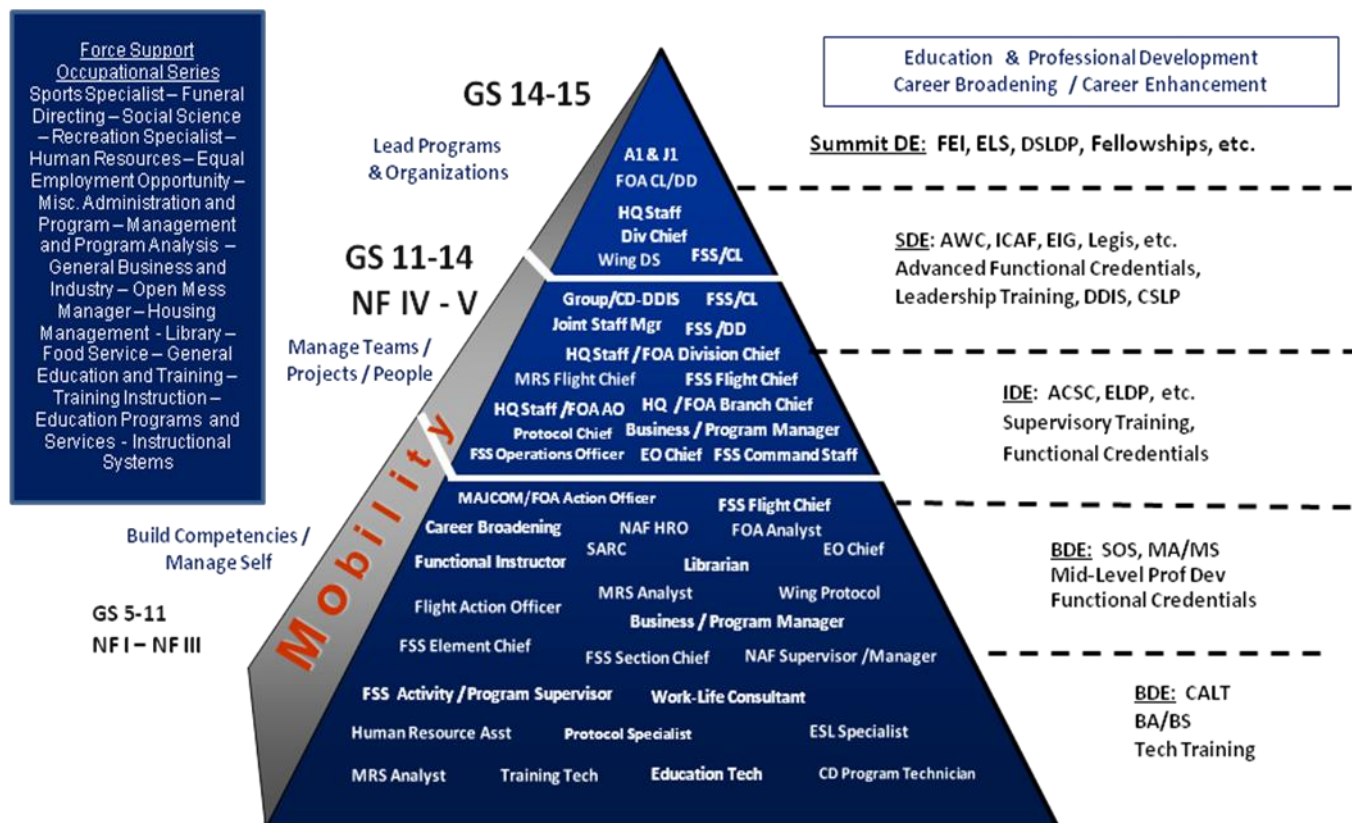 Force Support
Occupational Series
Sports Specialist – Funeral
Directing – Social Science
– Recreation Specialist –
Human Resources – Equal
Employment Opportunity –
Misc. Administration and
Program – Management
and Program Analysis –
General Business and
Industry – Open Mess
Manager – Housing
Management - Library –
Food Service – General
Education and Training –
Training Instruction –
Education Programs and
Services - Instructional
Systems
GS 14-15
Lead Programs
& Organizations
GS 11-14
NF IV - V
Manage Teams /
Projects / People
Build Competencies /
Manage Self
GS 5-11
NF I – NF III
Mobility
A1 & J1
FOA CL/DD
HQ Staff
Div Chief
Wing DS FSS/CL
Group/CD-DDIS FSS/CL
Joint Staff Mgr FSS /DD
HQ Staff /FOA Division Chief
MRS Flight Chief FSS Flight Chief
HQ Staff /FOA AO HQ /FOA Branch Chief
Protocol Chief Business / Program Manager
FSS Operations Officer EO Chief FSS Command Staff
MAJCOM/FOA Action Officer FSS Flight Chief
Career Broadening NAF HRO FOA Analyst
SARC EO Chief
Functional Instructor Librarian
MRS Analyst Wing Protocol
Flight Action Officer
Business / Program Manager
FSS Element Chief
FSS Section Chief NAF Supervisor /Manager
FSS Activity / Program Supervisor Work-Life Consultant
Human Resource Asst Protocol Specialist ESL Specialist
MRS Analyst Training Tech Education Tech CD Program Technician
Education & Professional Development
Career Broadening / Career Enhancement
Summit DE: FEI, ELS, DSLDP, Fellowships, etc.
SDE: AWC, ICAF, EIG, Legis, etc.
Advanced Functional Credentials,
Leadership Training, DDIS, CSLP
IDE: ACSC, ELDP, etc.
Supervisory Training,
Functional Credentials
BDE: SOS, MA/MS
Mid-Level Prof Dev
Functional Credentials
BDE: CALT
BA/BS
Tech Training